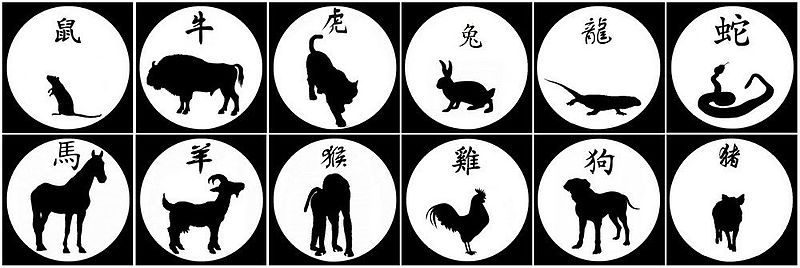 鼠 牛 虎 兔 龍 蛇
馬 羊 猴 雞 狗 豬